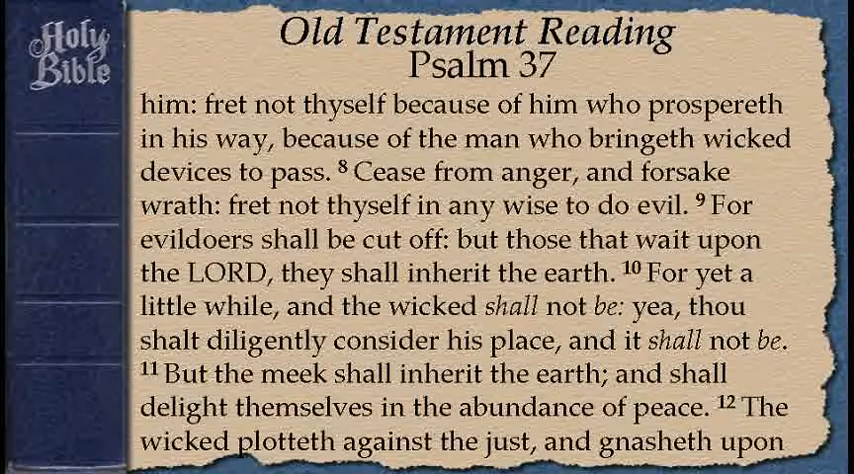 Holy
Bible
Old Testament Reading
Psalm 37
him: fret not thyself because of him who prospereth
in his way, because of the man who bringeth wicked
devices to pass. 8 Cease from anger, and forsake
wrath: fret not thyself in any wise to do evil. 9 For
evildoers shall be cut off: but those that wait upon
the LORD, they shall inherit the earth. 10 For yet a
little while, and the wicked shall not be: yea, thou
shalt diligently consider his place, and it shall not be.
11 But the meek shall inherit the earth; and shall
delight themselves in the abundance of peace. 12 The
wicked plotteth against the just, and gnasheth upon